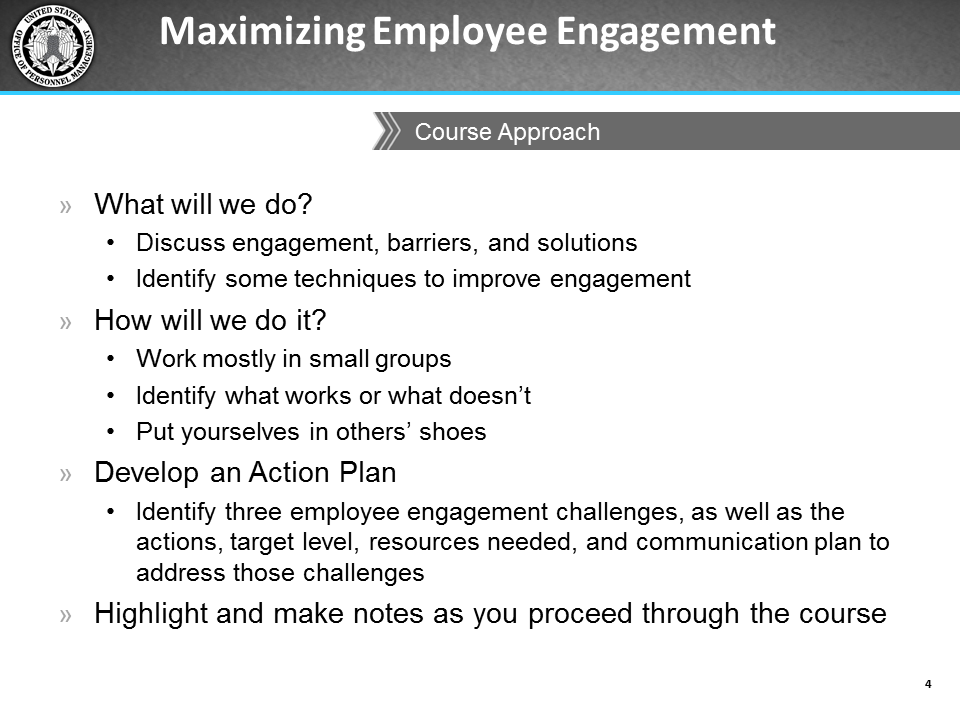 UNITED STATES
OFFICE OF PERSONNEL MANAGEMENT
Maximizing Employee Engagement
Course Approach
» What will we do?
• Discuss engagement, barriers, and solutions
• Identify some techniques to improve engagement
» How will we do it?
• Work mostly in small groups
• Identify what works or what doesn’t
• Put yourselves in others’ shoes
» Develop an Action Plan
• Identify three employee engagement challenges, as well as the
actions, target level, resources needed, and communication plan to
address those challenges
» Highlight and make notes as you proceed through the course
4